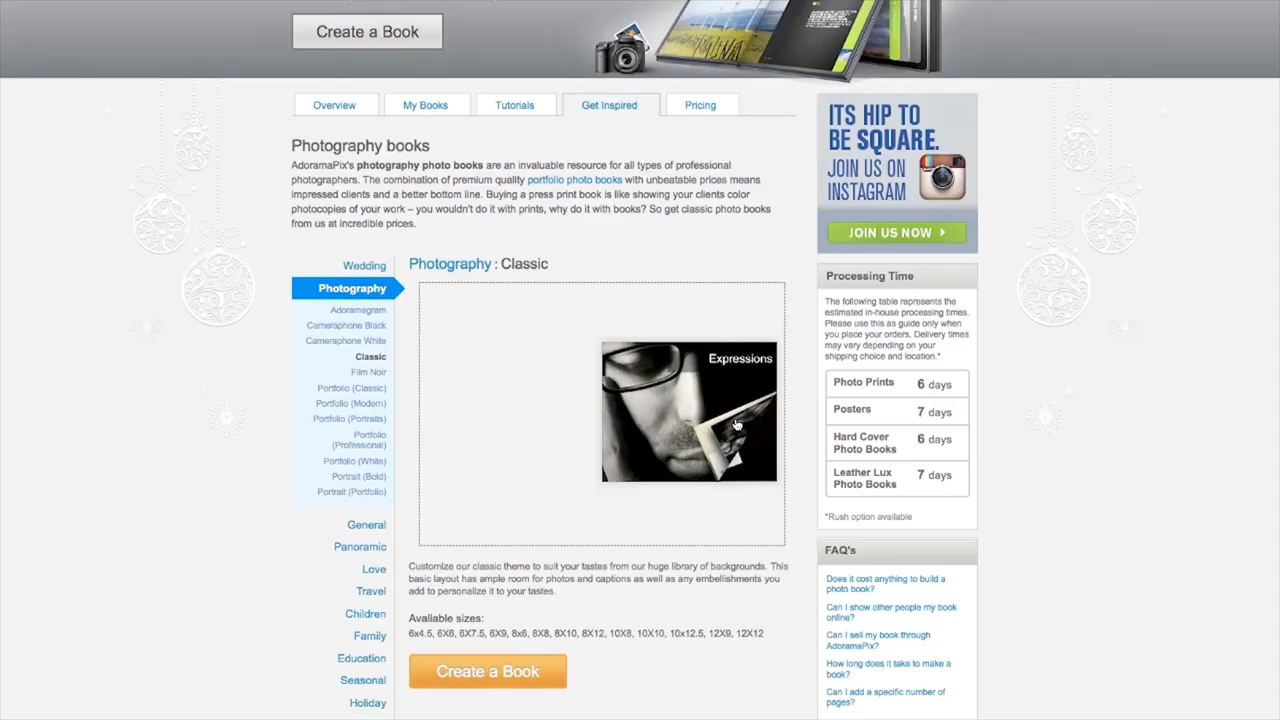 Create a Book
Overview
My Books
Tutorials
Get Inspired
Pricing
Photography books
AdoramaPix's photography photo books are an invaluable resource for all types of professional
photographers. The combination of premium quality portfolio photo books with unbeatable prices means
impressed clients and a better bottom line. Buying a press print book is like showing your clients color
photocopies of your work – you wouldn't do it with prints, why do it with books? So get classic photo books
from us at incredible prices.
Wedding
Photography
Adoramagram
Cameraphone Black
Cameraphone White
Classic
Film Noir
Portfolio (Classic)
Portfolio (Modern)
Portfolio (Portraits)
Portfolio
(Professional)
Portfolio (White)
Portrait (Bold)
Portrait (Portfolio)
General
Panoramic
Love
Travel
Children
Family
Education
Seasonal
Holiday
Photography : Classic
Expressions
Customize our classic theme to suit your tastes from our huge library of backgrounds. This
basic layout has ample room for photos and captions as well as any embellishments you
add to personalize it to your tastes.
Available sizes:
6x4.5, 6X6, 6X7.5, 6X9, 8x6, 8X8, 8X10, 8X12, 10X8, 10X10, 10x12.5, 12X9, 12X12
Create a Book
ITS HIP TO
BE SQUARE.
JOIN US ON
INSTAGRAM
JOIN US NOW
Processing Time
The following table represents the
estimated in-house processing times.
Please use this as guide only when
you place your orders. Delivery times
may vary depending on your
shipping choice and location.*
Photo Prints 6 days
Posters 7 days
Hard Cover
Photo Books 6 days
Leather Lux
Photo Books 7 days
*Rush option available
FAQ's
Does it cost anything to build a
photo book?
Can I show other people my book
online?
Can I sell my book through
AdoramaPix?
How long does it take to make a
book?
Can I add a specific number of
pages?